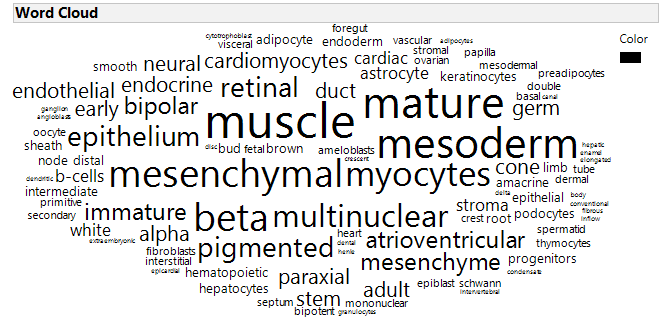 Word Cloud
Color
cytotrophoblast
foregut
visceral adipocyte endoderm vascular adipocytes
smooth neural cardiomyocytes cardiac stromal ovarian papilla
astrocyte mesodermal
keratinocytes preadipocytes
endothelial endocrine retinal duct double
basal canal
ganglion early bipolar muscle mature germ
angioblasts
oocyte epithelium mesoderm
sheath disc bud fetal brown ameloblasts hepatic
enamel
node distal crescent elongated
dendritic b-cells mesenchymal myocytes cone limb tube
intermediate amacrine dermal
primitive delta epithelial body
conventional
secondary immature beta multinuclear stroma podocytes fibrous
white crest root inflow
extraembryonic alpha heart atrioventricular spermatid
fibroblasts pigmented dental thymocytes
interstitial henle mesenchyme progenitors
epicardial hematopoietic paraxial condensate
hepatocytes stem adult epiblast schwann
intervertebral
septum mononuclear
bipotent granulocytes